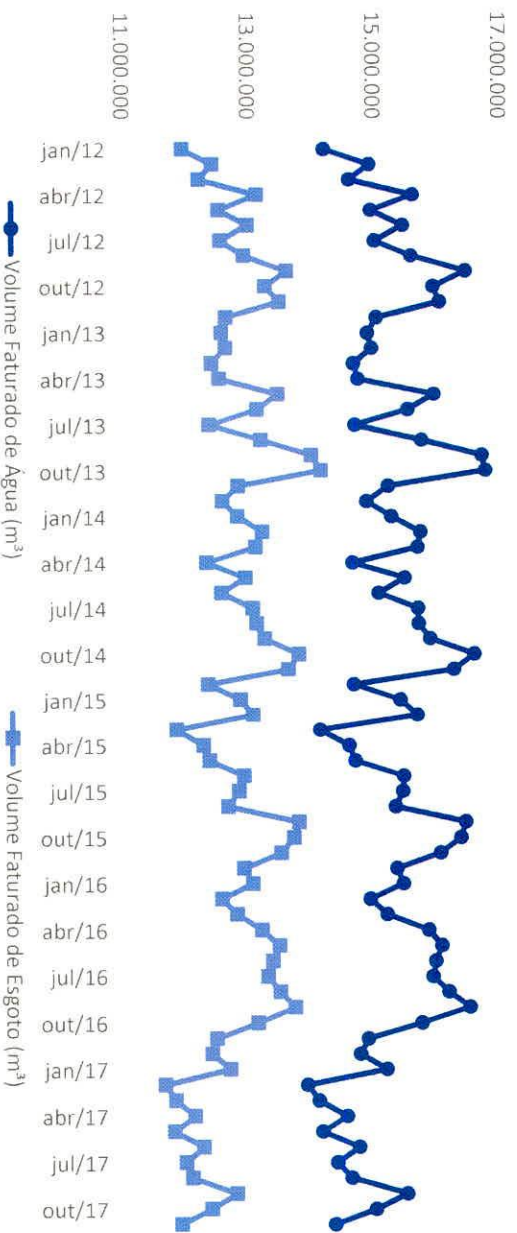 17.000.000
15.000.000
13.000.000
11.000.000
jan/12
abr/12
jul/12
out/12
jan/13
abr/13
jul/13
out/13
jan/14
abr/14
jul/14
out/14
jan/15
abr/15
jul/15
out/15
jan/16
abr/16
jul/16
out/16
jan/17
abr/17
jul/17
out/17
Volume Faturado de Água (m³)
Volume Faturado de Esgoto (m³)